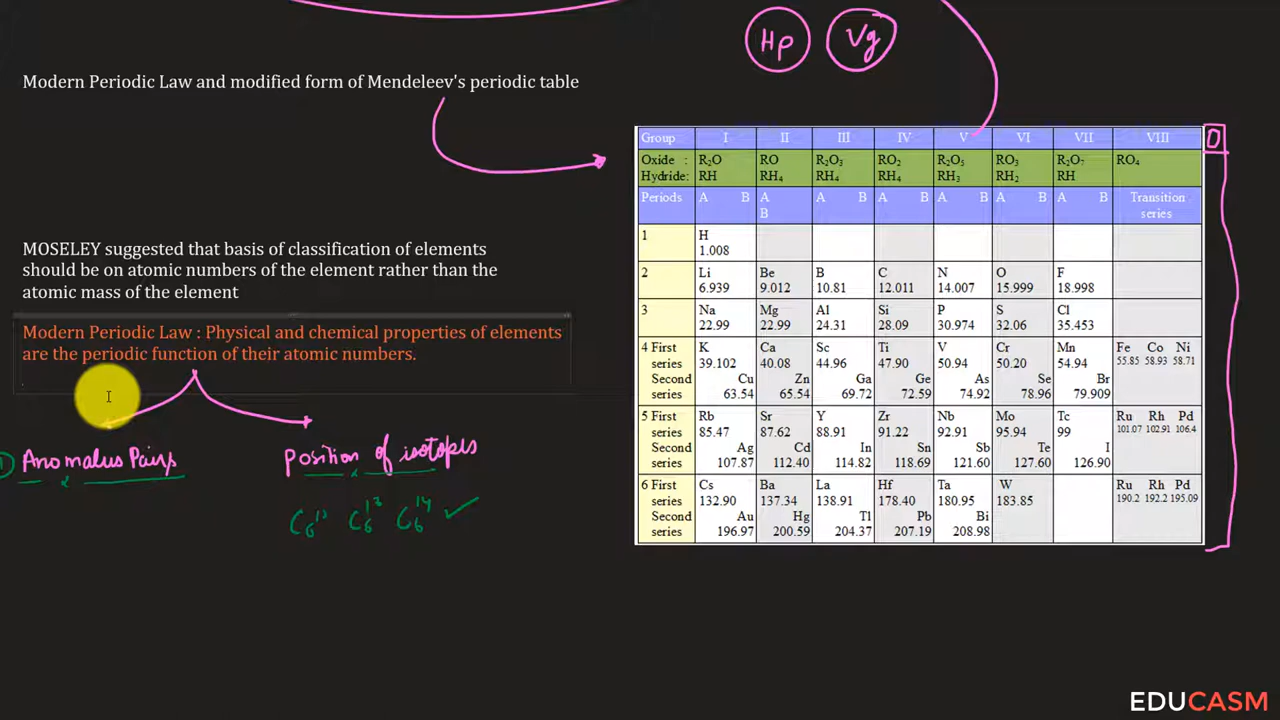 Hp Vg
Modern Periodic Law and modified form of Mendeleev's periodic table
MOSELEY suggested that basis of classification of elements
should be on atomic numbers of the element rather than the
atomic mass of the element
Modern Periodic Law : Physical and chemical properties of elements
are the periodic function of their atomic numbers.
1 Anomalus Pairs
Position of isotopes
C₆¹² C₆¹³ C₆¹⁴ ✓
Group I II III IV V VI VII VIII 0
Oxide : R₂O RO R₂O₃ RO₂ R₂O₅ RO₃ R₂O₇ RO₄
Hydride: RH RH₄ RH₄ RH₄ RH₃ RH₂ RH
Periods A B A A B A B A B A B A B Transition
B series
1 H
1.008
2 Li Be B C N O F
6.939 9.012 10.81 12.011 14.007 15.999 18.998
3 Na Mg Al Si P S Cl
22.99 22.99 24.31 28.09 30.974 32.06 35.453
4 First K Ca Sc Ti V Cr Mn Fe Co Ni
series 39.102 40.08 44.96 47.90 50.94 50.20 54.94 55.85 58.93 58.71
Second Cu Zn Ga Ge As Se Br
series 63.54 65.54 69.72 72.59 74.92 78.96 79.909
5 First Rb Sr Y Zr Nb Mo Tc Ru Rh Pd
series 85.47 87.62 88.91 91.22 92.91 95.94 99 101.07 102.91 106.4
Second Ag Cd In Sn Sb Te I
series 107.87 112.40 114.82 118.69 121.60 127.60 126.90
6 First Cs Ba La Hf Ta W Ru Rh Pd
series 132.90 137.34 138.91 178.40 180.95 183.85 190.2 192.2 195.09
Second Au Hg Tl Pb Bi
series 196.97 200.59 204.37 207.19 208.98
EDUCASM